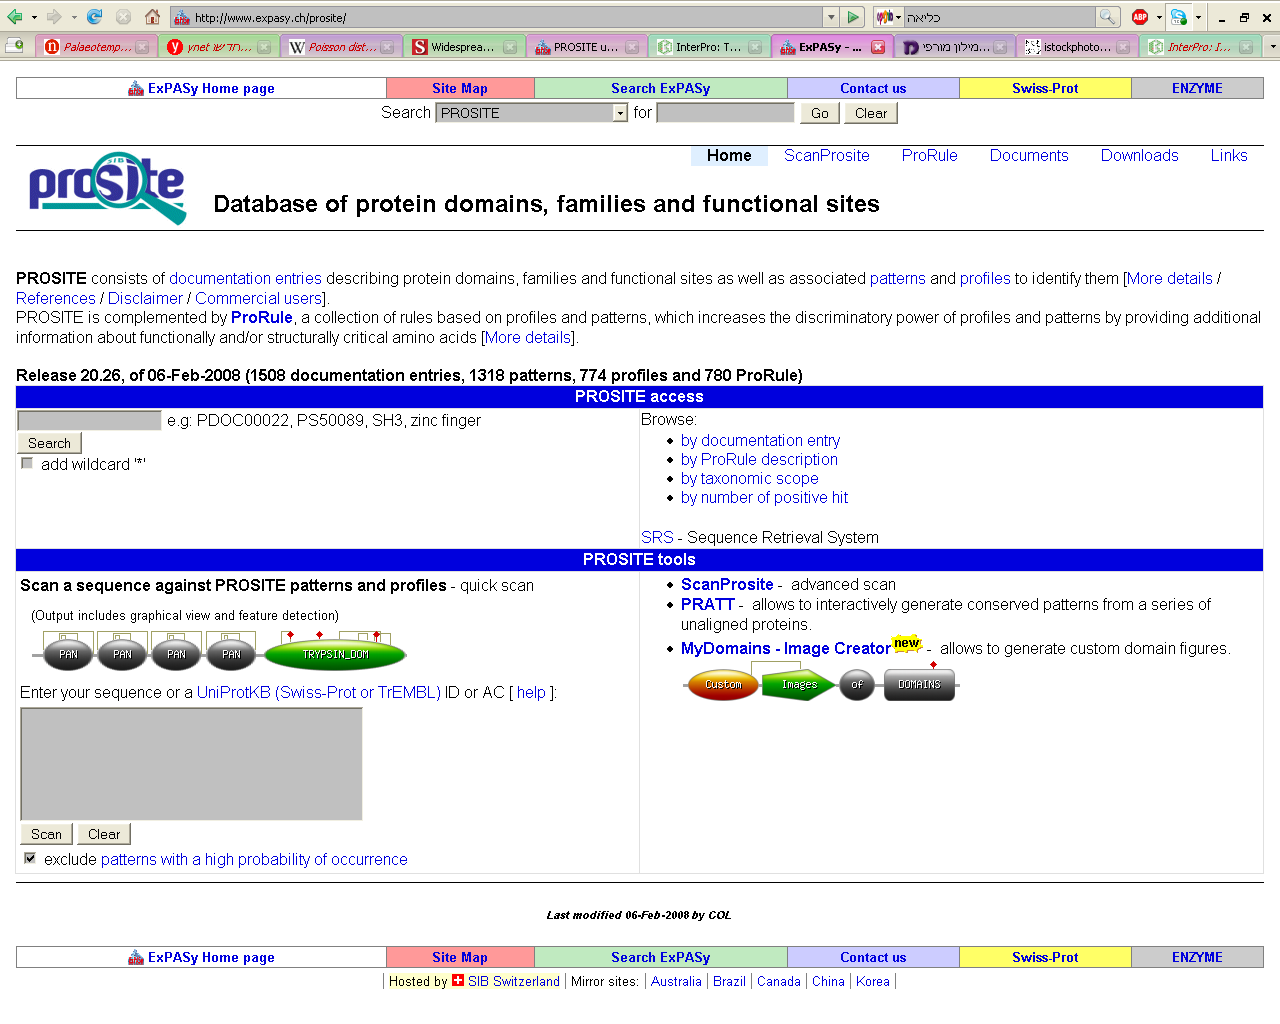 http://www.expasy.ch/prosite/
כליאה
ABP
Palaeotemp... ynet חדשו... Poisson dist... Widesprea... PROSITE u... InterPro: T... ExPASy - ... מילון מורפי... istockphoto... InterPro: I...
ExPASy Home page Site Map Search ExPASy Contact us Swiss-Prot ENZYME
Search PROSITE for Go Clear
Home ScanProsite ProRule Documents Downloads Links
SIB
prosite
Database of protein domains, families and functional sites
PROSITE consists of documentation entries describing protein domains, families and functional sites as well as associated patterns and profiles to identify them [More details /
References / Disclaimer / Commercial users].
PROSITE is complemented by ProRule, a collection of rules based on profiles and patterns, which increases the discriminatory power of profiles and patterns by providing additional
information about functionally and/or structurally critical amino acids [More details].
Release 20.26, of 06-Feb-2008 (1508 documentation entries, 1318 patterns, 774 profiles and 780 ProRule)
PROSITE access
e.g: PDOC00022, PS50089, SH3, zinc finger
Search
add wildcard '*'
Browse:
by documentation entry
by ProRule description
by taxonomic scope
by number of positive hit
SRS - Sequence Retrieval System
PROSITE tools
Scan a sequence against PROSITE patterns and profiles - quick scan
(Output includes graphical view and feature detection)
PAN PAN PAN PAN TRYPSIN_DOM
Enter your sequence or a UniProtKB (Swiss-Prot or TrEMBL) ID or AC [ help ]:
Scan Clear
exclude patterns with a high probability of occurrence
ScanProsite - advanced scan
PRATT - allows to interactively generate conserved patterns from a series of
unaligned proteins.
MyDomains - Image Creator new - allows to generate custom domain figures.
Custom Images of DOMAINS
Last modified 06-Feb-2008 by COL
ExPASy Home page Site Map Search ExPASy Contact us Swiss-Prot ENZYME
Hosted by SIB Switzerland Mirror sites: Australia Brazil Canada China Korea